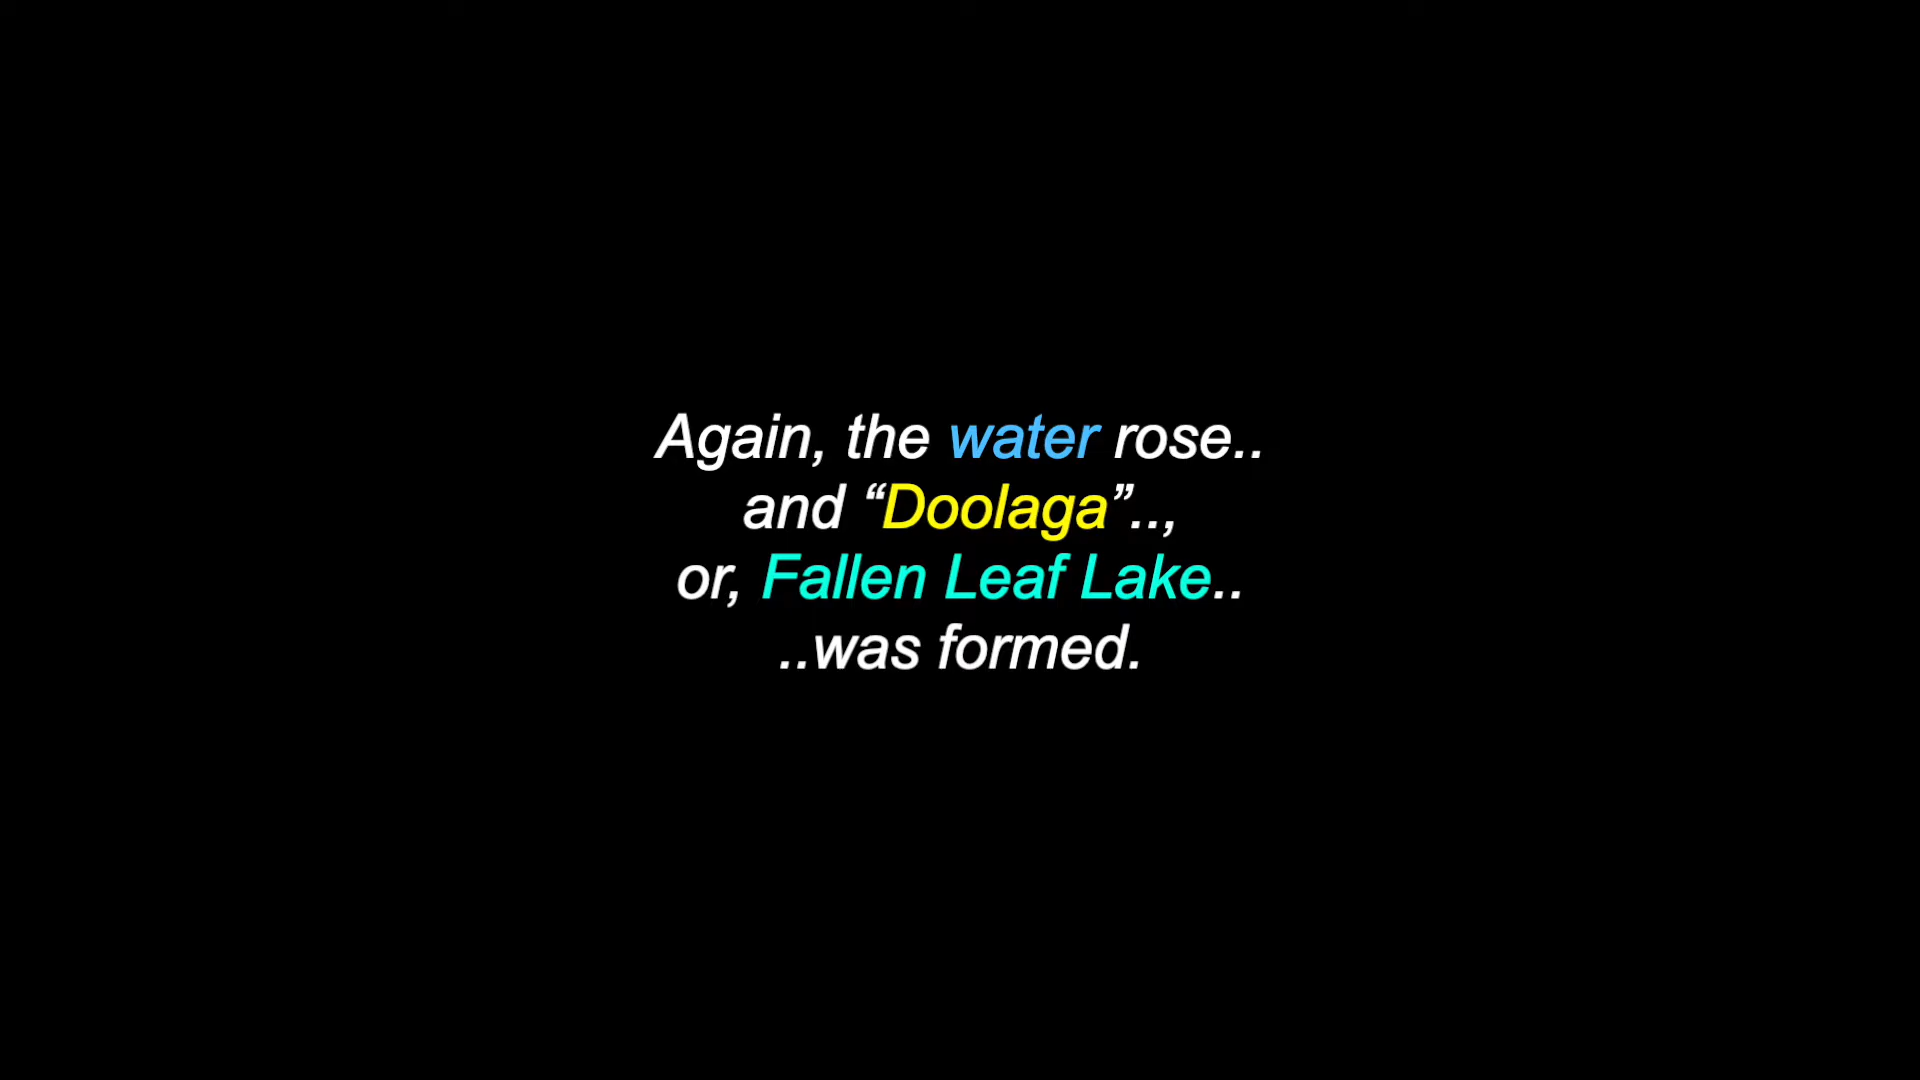 Again, the water rose..
and “Doolaga”..,
or, Fallen Leaf Lake..
..was formed.